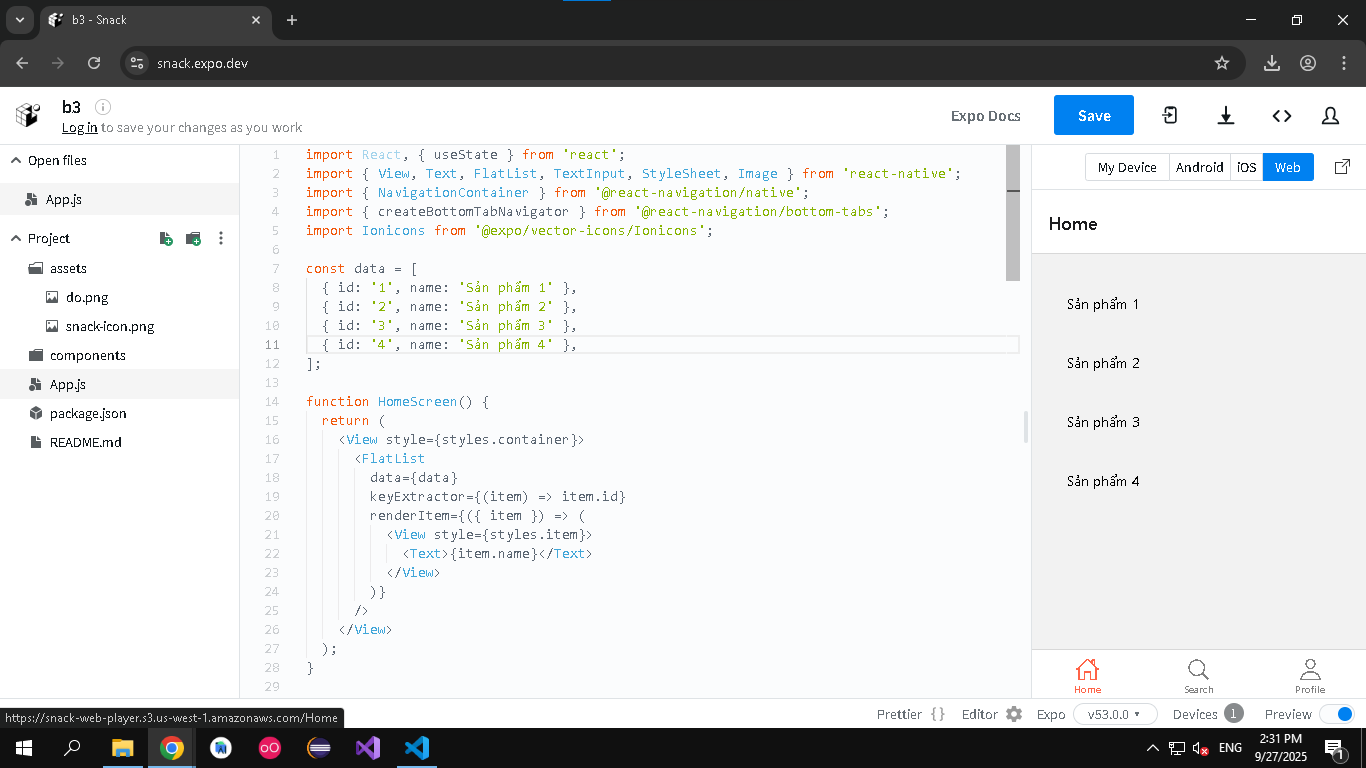 b3 - Snack
snack.expo.dev
b3
Log in to save your changes as you work
Expo Docs
Save
Open files
App.js
Project
assets
do.png
snack-icon.png
components
App.js
package.json
README.md
1 import React, { useState } from 'react';
2 import { View, Text, FlatList, TextInput, StyleSheet, Image } from 'react-native';
3 import { NavigationContainer } from '@react-navigation/native';
4 import { createBottomTabNavigator } from '@react-navigation/bottom-tabs';
5 import Ionicons from '@expo/vector-icons/Ionicons';
6
7 const data = [
8 { id: '1', name: 'Sản phẩm 1' },
9 { id: '2', name: 'Sản phẩm 2' },
10 { id: '3', name: 'Sản phẩm 3' },
11 { id: '4', name: 'Sản phẩm 4' },
12 ];
13
14 function HomeScreen() {
15 return (
16 <View style={styles.container}>
17 <FlatList
18 data={data}
19 keyExtractor={(item) => item.id}
20 renderItem={({ item }) => (
21 <View style={styles.item}>
22 <Text>{item.name}</Text>
23 </View>
24 )}
25 />
26 </View>
27 );
28 }
29
My Device Android iOS Web
Home
Sản phẩm 1
Sản phẩm 2
Sản phẩm 3
Sản phẩm 4
Home Search Profile
https://snack-web-player.s3.us-west-1.amazonaws.com/Home
Prettier {} Editor Expo v53.0.0 Devices 1 Preview
ENG
2:31 PM
9/27/2025
1